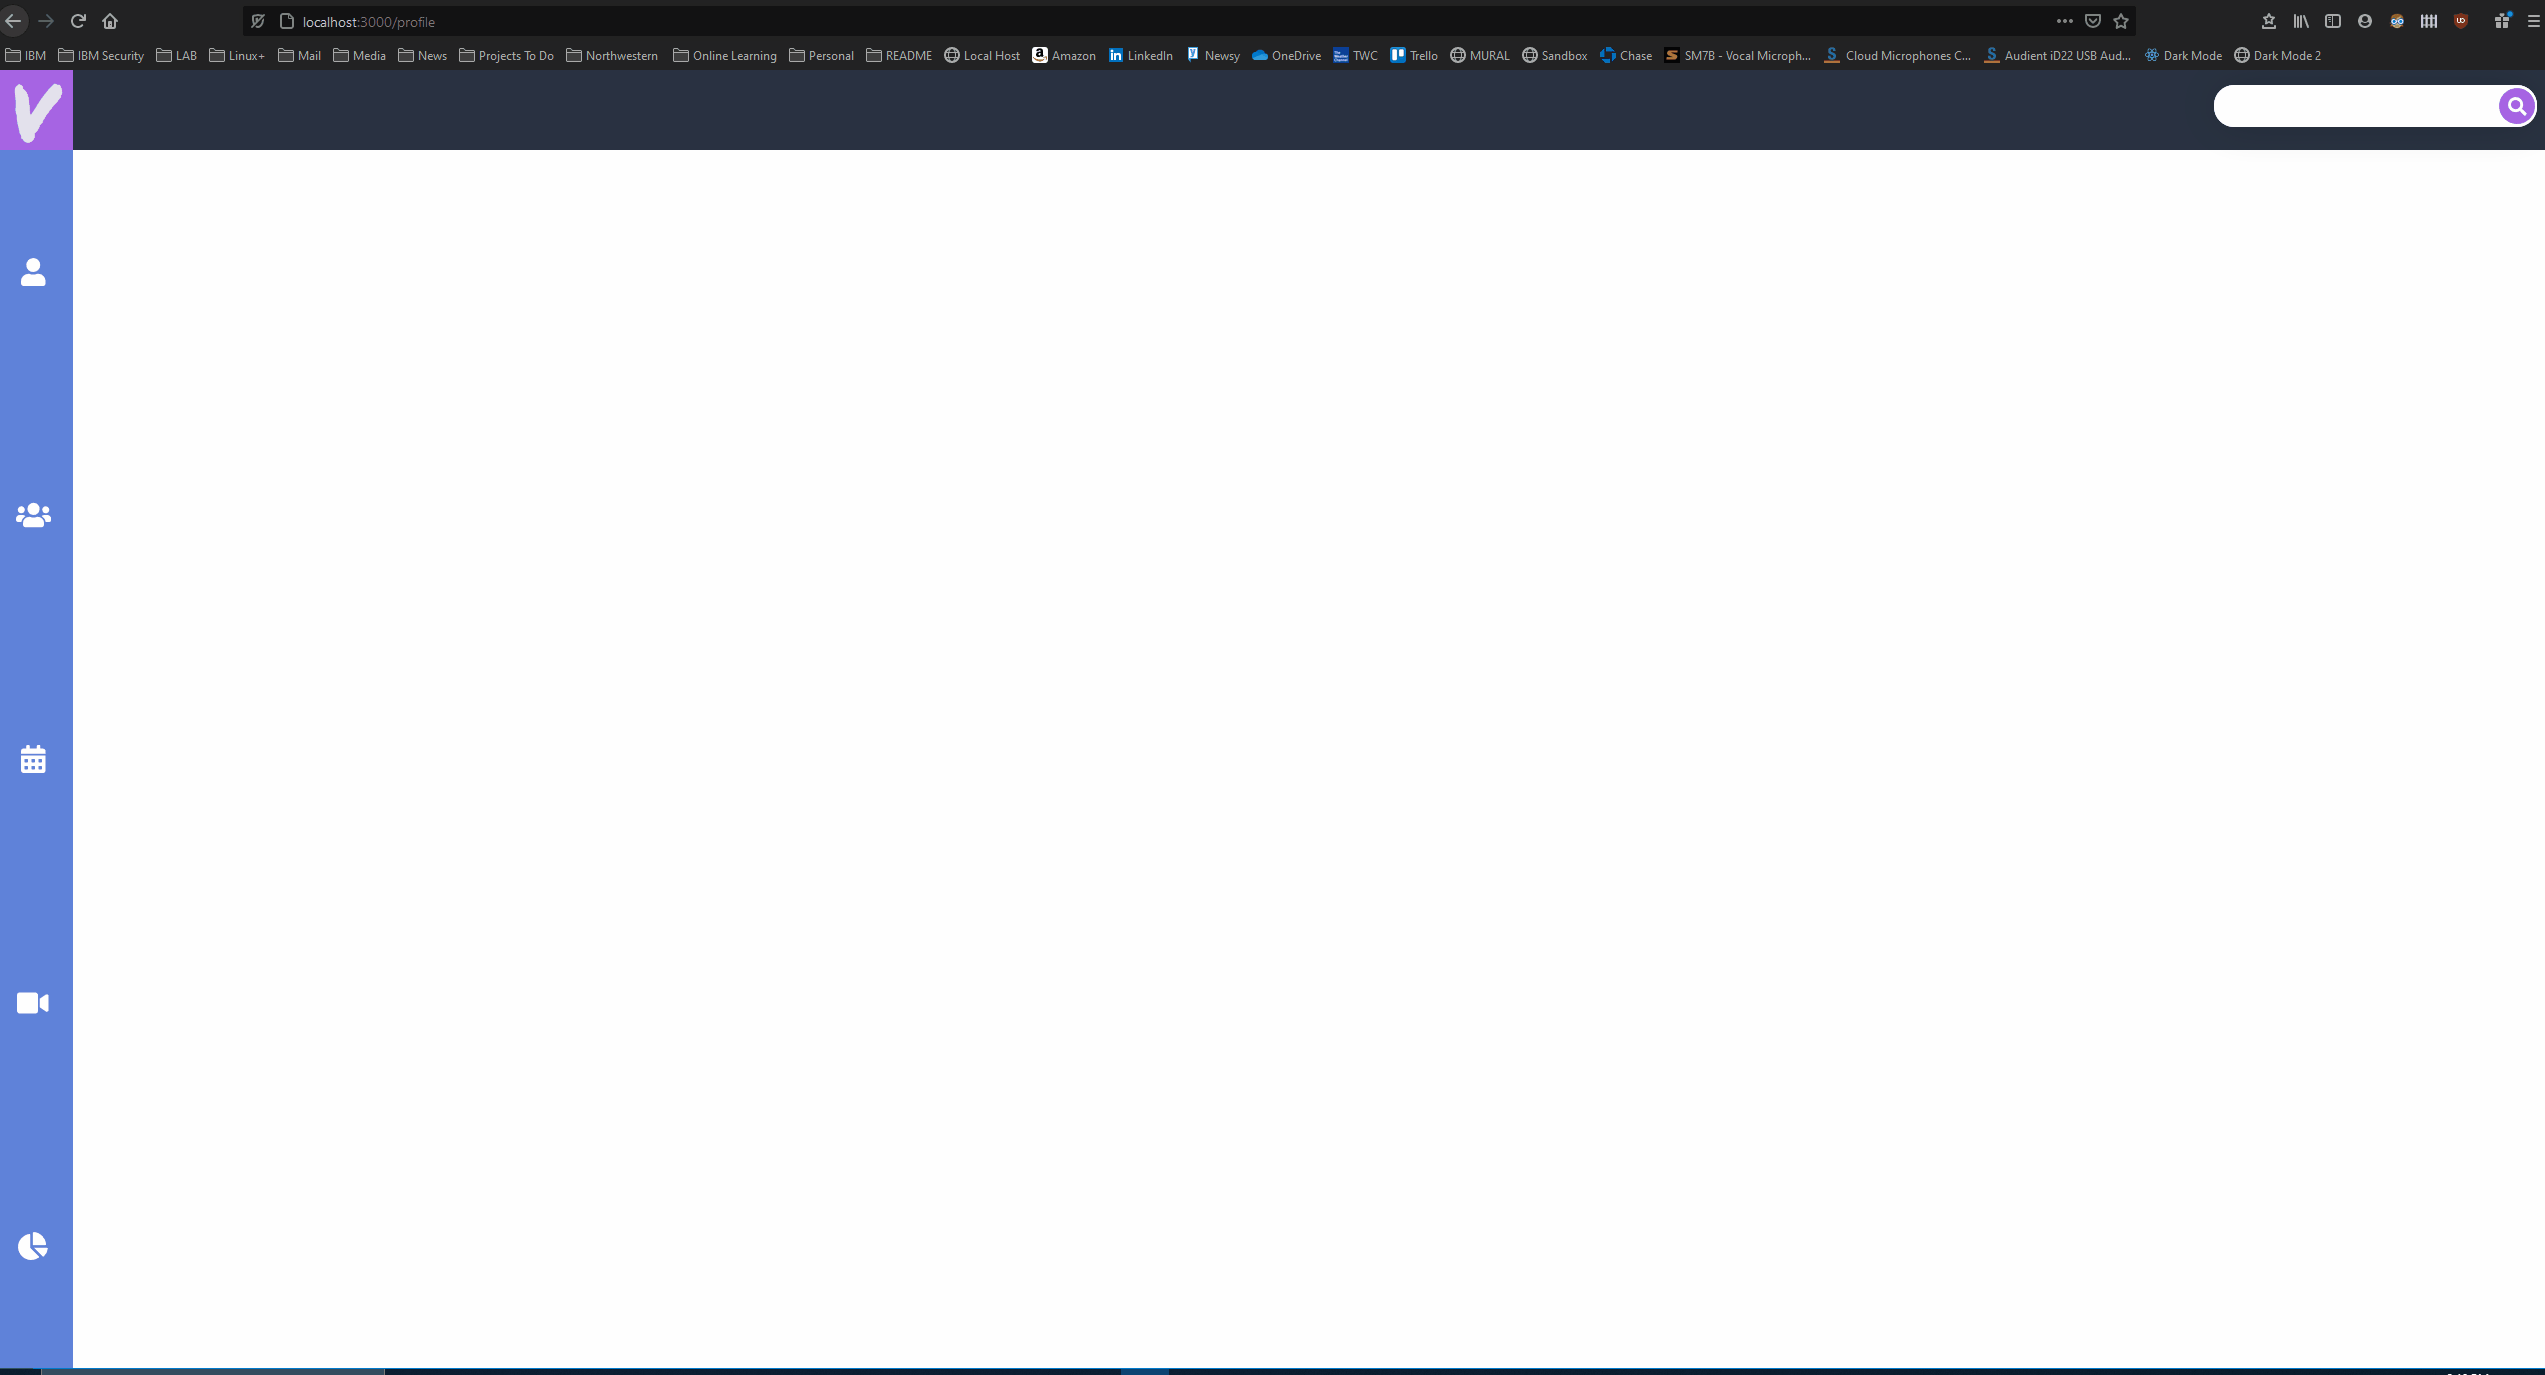 localhost:3000/profile
IBM IBM Security LAB Linux+ Mail Media News Projects To Do Northwestern Online Learning Personal README Local Host Amazon LinkedIn Newsy OneDrive TWC Trello MURAL Sandbox Chase SM7B - Vocal Microph... Cloud Microphones C... Audient iD22 USB Aud... Dark Mode Dark Mode 2
V